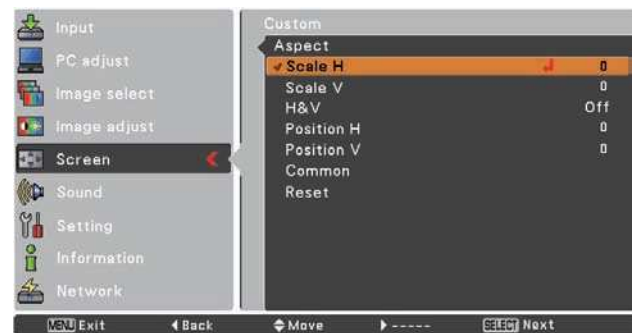 Input
PC adjust
Image select
Image adjust
Screen
Sound
Setting
Information
Network
Custom
Aspect
✔ Scale H 0
Scale V 0
H&V Off
Position H 0
Position V 0
Common
Reset
MENU Exit ◀ Back Move ▶ ----- SELECT Next